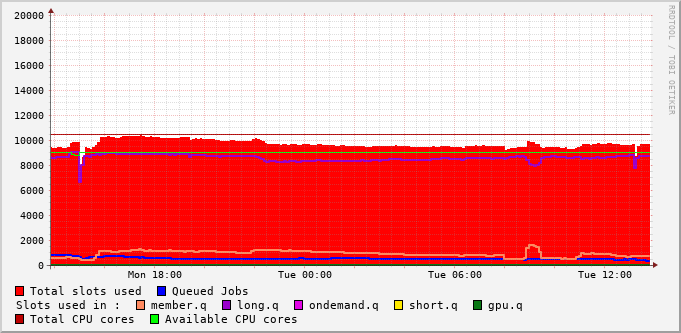 RRDTOOL / TOBI OETIKER
20000
18000
16000
14000
12000
10000
8000
6000
4000
2000
0
Mon 18:00 Tue 00:00 Tue 06:00 Tue 12:00
Total slots used Queued Jobs
Slots used in : member.q long.q ondemand.q short.q gpu.q
Total CPU cores Available CPU cores